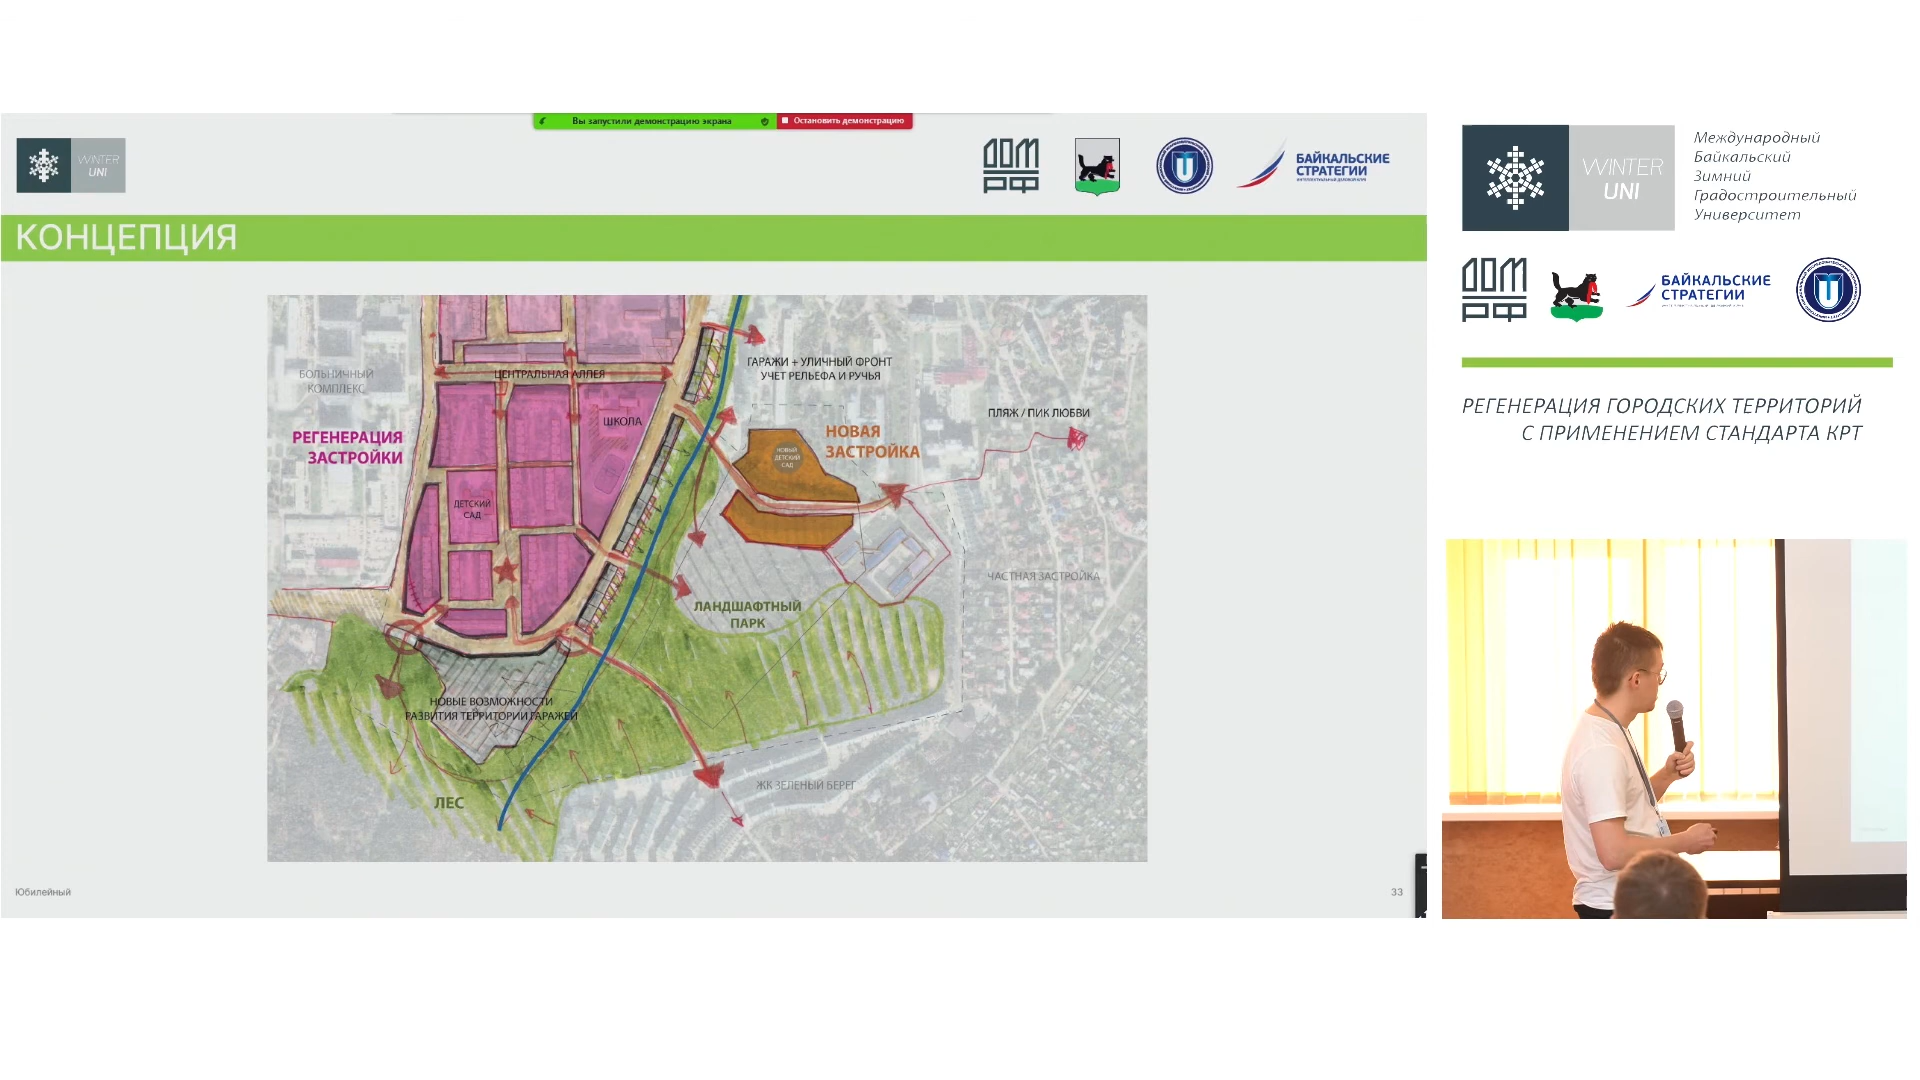 Вы запустили демонстрацию экрана
Остановить демонстрацию
WINTER
UNI
ДОМ
РФ
БАЙКАЛЬСКИЕ
СТРАТЕГИИ
КОНЦЕПЦИЯ
БОЛЬНИЧНЫЙ
КОМПЛЕКС
ЦЕНТРАЛЬНАЯ АЛЛЕЯ
ГАРАЖИ + УЛИЧНЫЙ ФРОНТ
УЧЕТ РЕЛЬЕФА И РУЧЬЯ
ШКОЛА
ПЛЯЖ / ПИК ЛЮБВИ
РЕГЕНЕРАЦИЯ
ЗАСТРОЙКИ
НОВАЯ
ЗАСТРОЙКА
НОВЫЙ
ДЕТСКИЙ
САД
ДЕТСКИЙ
САД
ЧАСТНАЯ ЗАСТРОЙКА
ЛАНДШАФТНЫЙ
ПАРК
НОВЫЕ ВОЗМОЖНОСТИ
РАЗВИТИЯ ТЕРРИТОРИИ ГАРАЖЕЙ
ЖК ЗЕЛЕНЫЙ БЕРЕГ
ЛЕС
Юбилейный
33
WINTER
UNI
Международный
Байкальский
Зимний
Градостроительный
Университет
ДОМ
РФ
БАЙКАЛЬСКИЕ
СТРАТЕГИИ
РЕГЕНЕРАЦИЯ ГОРОДСКИХ ТЕРРИТОРИЙ
С ПРИМЕНЕНИЕМ СТАНДАРТА КРТ